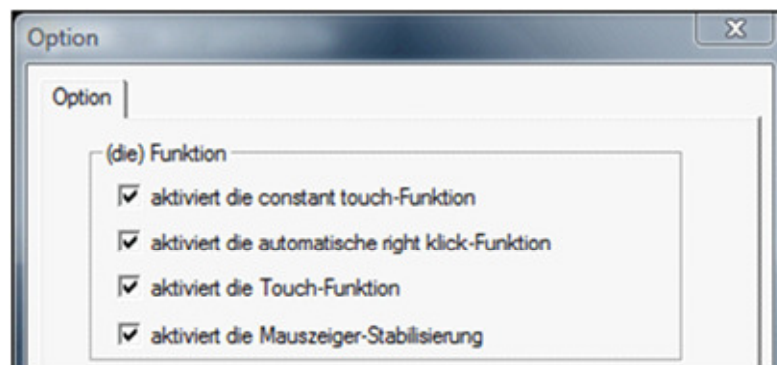 Option
Option
(die) Funktion
aktiviert die constant touch-Funktion
aktiviert die automatische right klick-Funktion
aktiviert die Touch-Funktion
aktiviert die Mauszeiger-Stabilisierung